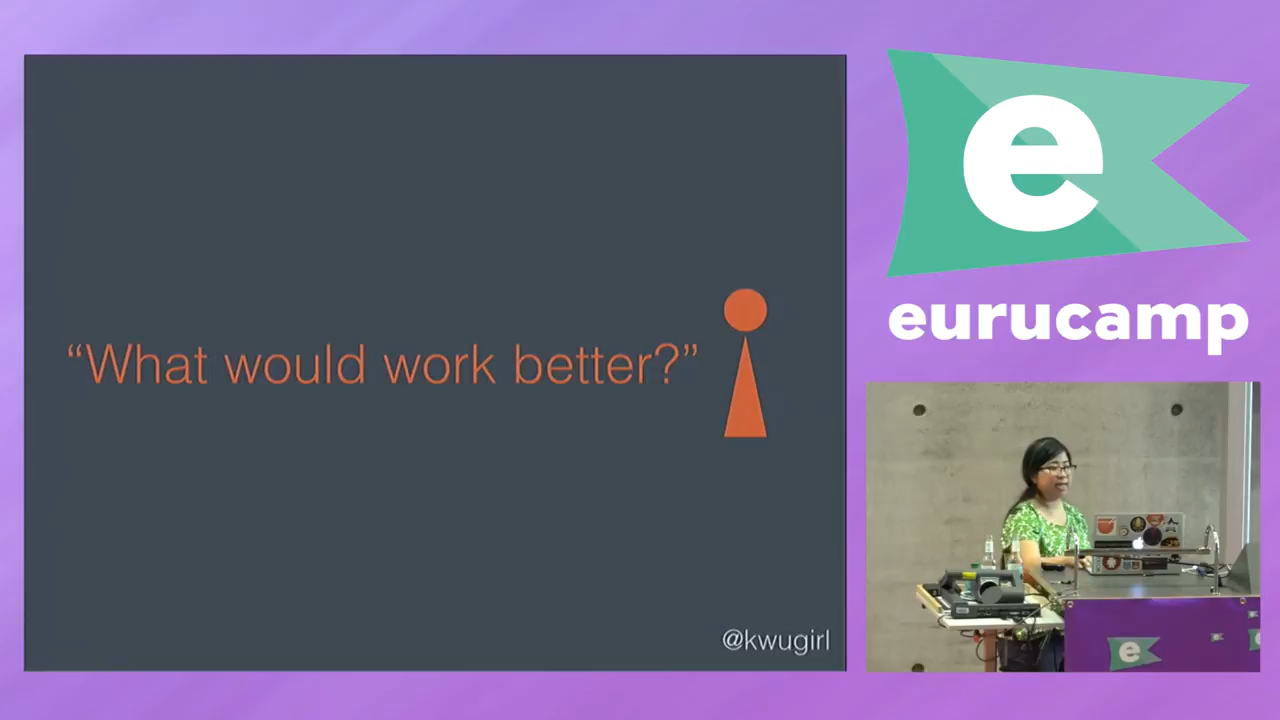 “What would work better?”
@kwugirl
e
eurucamp
e